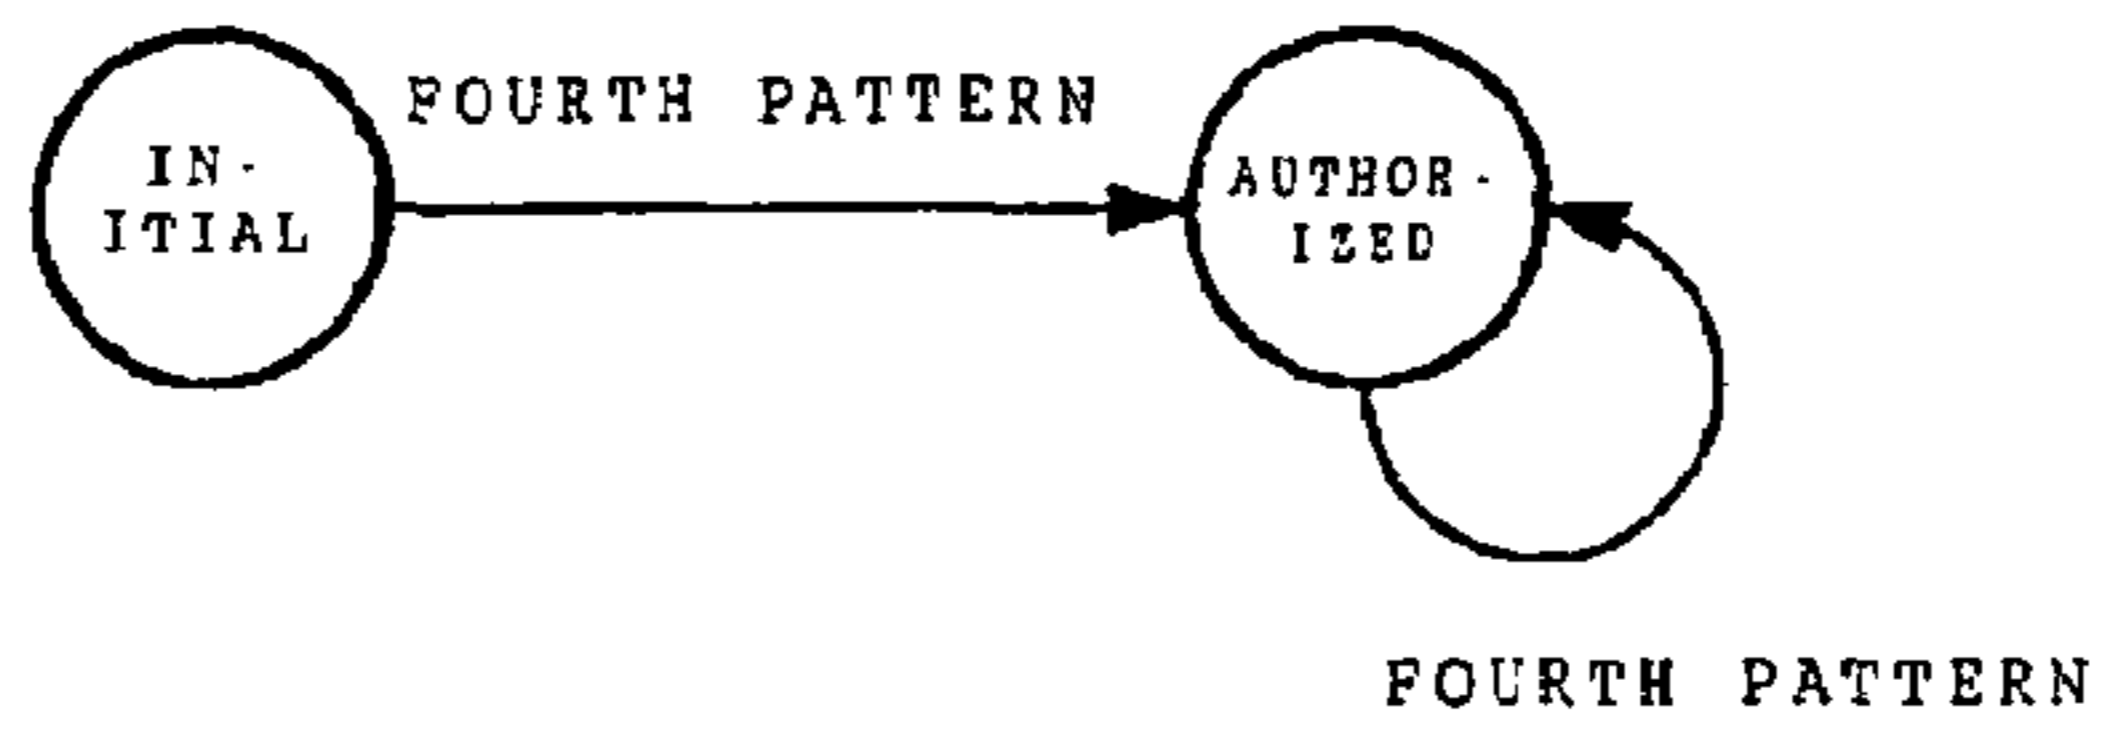 FOURTH PATTERN
IN-
ITIAL
AUTHOR-
IZED
FOURTH PATTERN